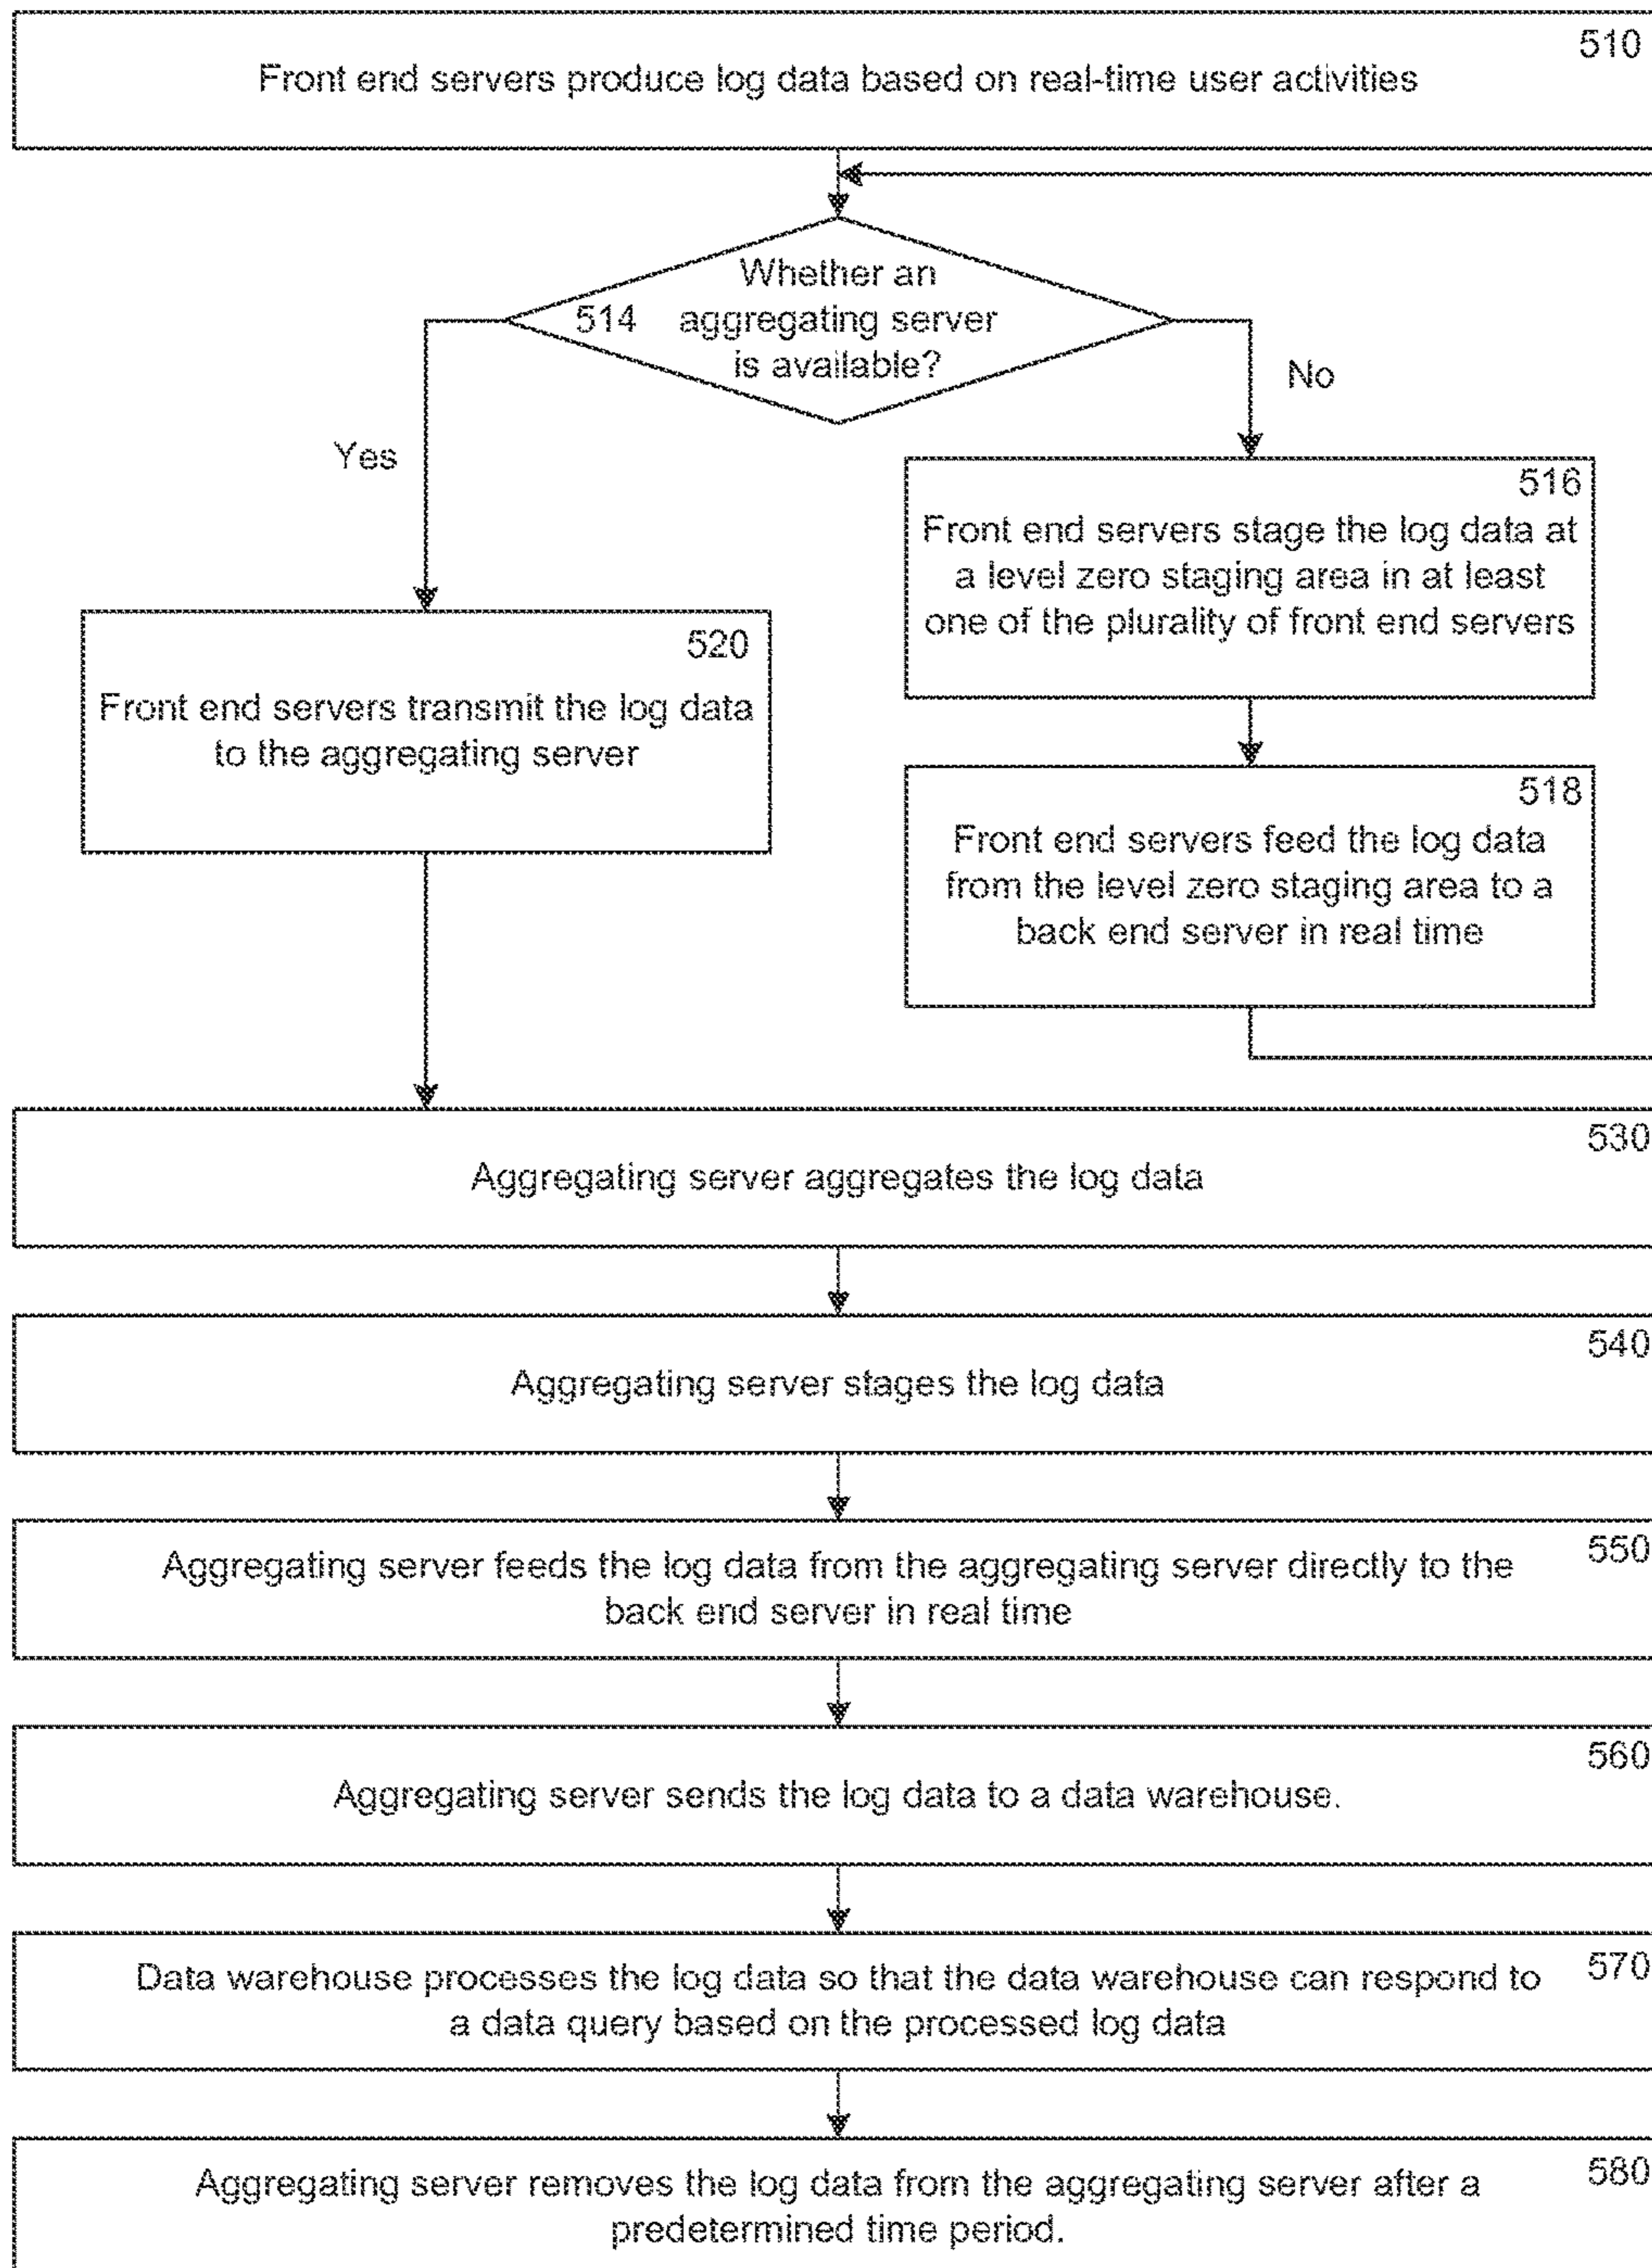 510
Front end servers produce log data based on real-time user activities
Whether an
514 aggregating server
is available?
No
Yes
516
Front end servers stage the log data at
a level zero staging area in at least
one of the plurality of front end servers
520
Front end servers transmit the log data
to the aggregating server
518
Front end servers feed the log data
from the level zero staging area to a
back end server in real time
530
Aggregating server aggregates the log data
540
Aggregating server stages the log data
550
Aggregating server feeds the log data from the aggregating server directly to the
back end server in real time
560
Aggregating server sends the log data to a data warehouse.
570
Data warehouse processes the log data so that the data warehouse can respond to
a data query based on the processed log data
580
Aggregating server removes the log data from the aggregating server after a
predetermined time period.